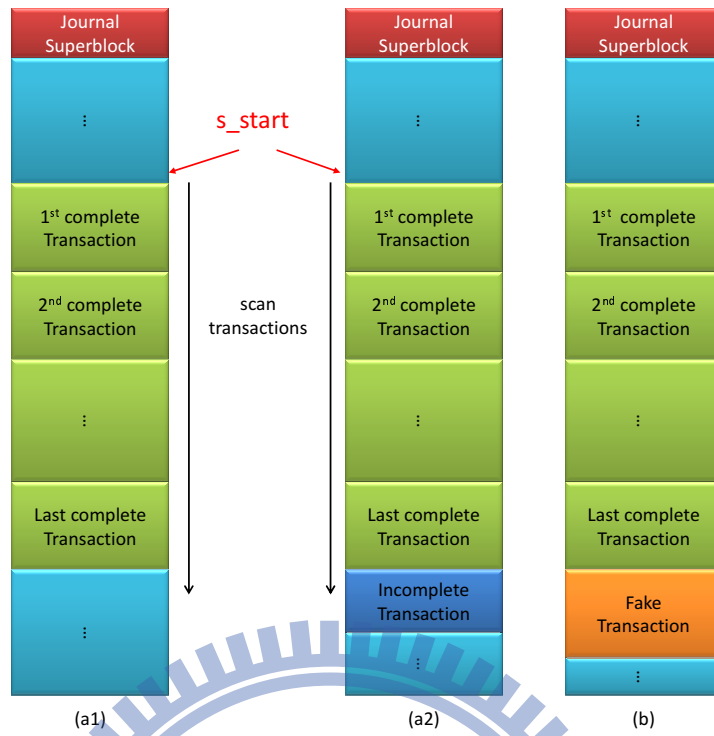 Journal
Superblock
⋮
1st complete
Transaction
2nd complete
Transaction
⋮
Last complete
Transaction
⋮
(a1)
s_start
scan
transactions
Journal
Superblock
⋮
1st complete
Transaction
2nd complete
Transaction
⋮
Last complete
Transaction
Incomplete
Transaction
⋮
(a2)
Journal
Superblock
⋮
1st complete
Transaction
2nd complete
Transaction
⋮
Last complete
Transaction
Fake
Transaction
⋮
(b)